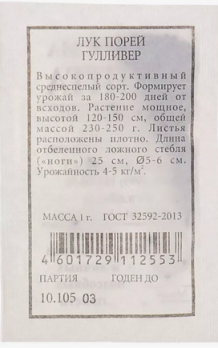 ЛУК ПОРЕЙ
ГУЛЛИВЕР
Высокопродуктивный
среднеспелый сорт. Формирует
урожай за 180-200 дней от
всходов. Растение мощное,
высотой 120-150 см, общей
массой 230-250 г. Листья
расположены плотно. Длина
отбеленного ложного стебля
(«ноги») 25 см, Ø5-6 см.
Урожайность 4-5 кг/м².
МАССА 1 г. ГОСТ 32592-2013
4 601729 112553
ПАРТИЯ ГОДЕН ДО
10.105 03